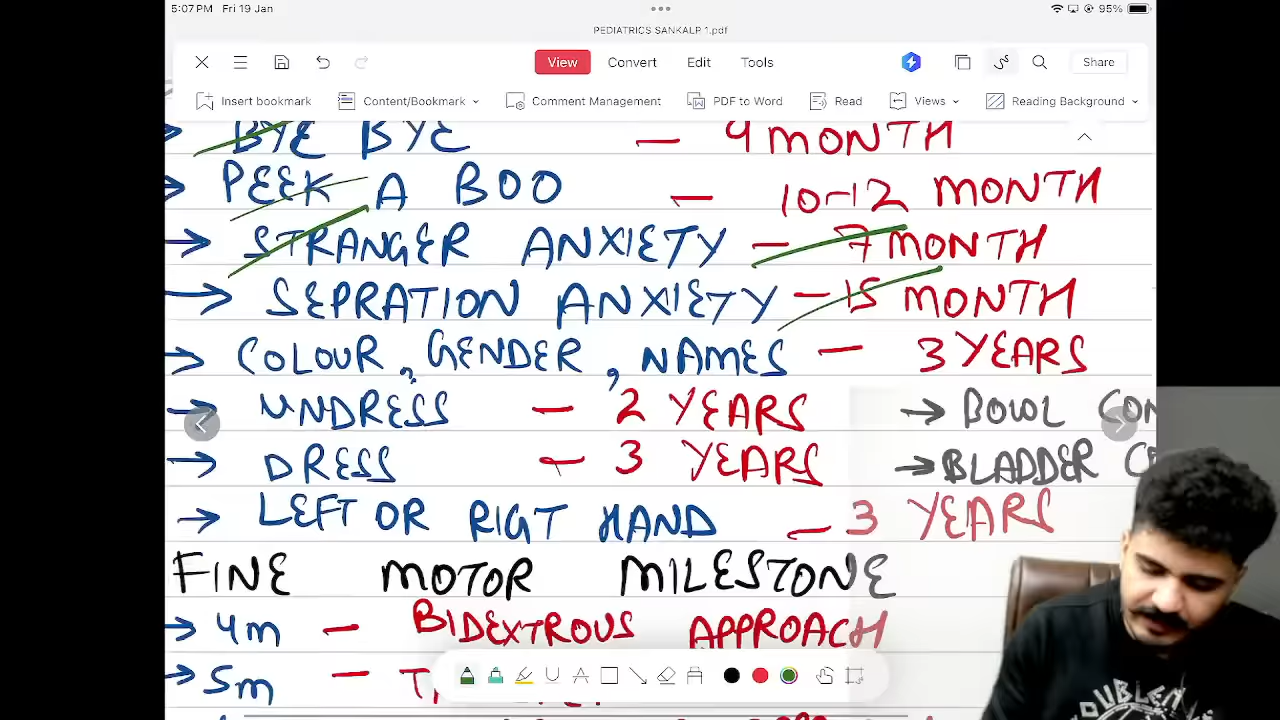 5:07 PM Fri 19 Jan
95%
PEDIATRICS SANKALP 1.pdf
View Convert Edit Tools
Share
Insert bookmark Content/Bookmark Comment Management PDF to Word Read Views Reading Background
→ BYE BYE — 9 MONTH
→ PEEK A BOO — 10-12 MONTH
→ STRANGER ANXIETY — 7 MONTH
→ SEPRATION ANXIETY — 15 MONTH
→ COLOUR, GENDER, NAMES — 3 YEARS
→ UNDRESS — 2 YEARS → BOWL CON
→ DRESS — 3 YEARS → BLADDER C
→ LEFT OR RIGT HAND — 3 YEARS
FINE MOTOR MILESTONE
→ 4m — BIDEXTROUS APPROACH
→ 5m —
DUBLEN